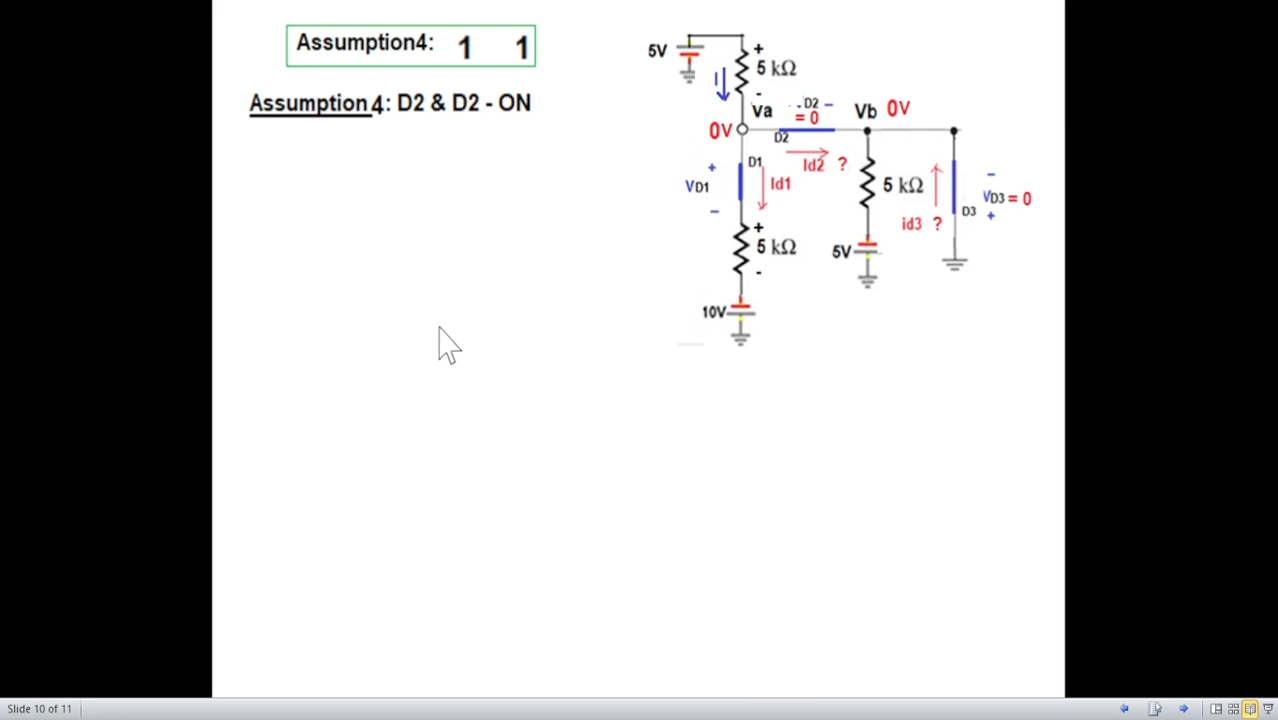 Assumption4: 1 1
Assumption 4: D2 & D2 - ON
5V
+
5 kΩ
I
-
Va
- D2 -
= 0
Vb 0V
0V
D2
D1
Id2 ?
+
VD1
-
Id1
5 kΩ
-
VD3 = 0
+
D3
id3 ?
+
5 kΩ
-
5V
10V
Slide 10 of 11